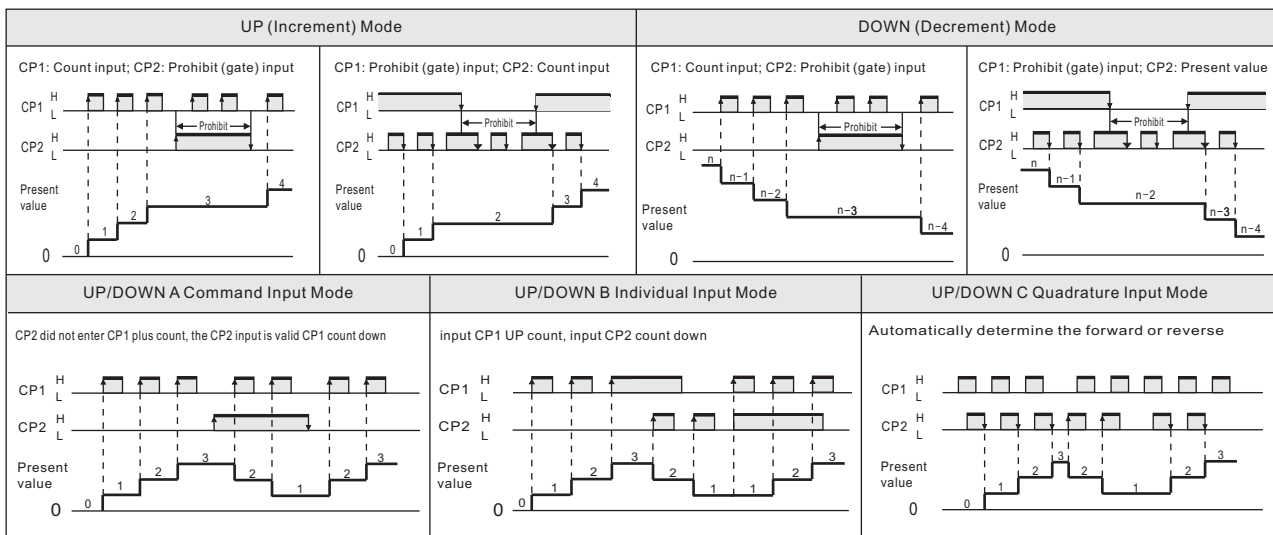 UP (Increment) Mode
DOWN (Decrement) Mode
CP1: Count input; CP2: Prohibit (gate) input
CP1 H L
Prohibit
CP2 H L
Present value
0
0 1 2 3 4
CP1: Prohibit (gate) input; CP2: Count input
CP1 H L
Prohibit
CP2 H L
Present value
0
0 1 2 3 4
CP1: Count input; CP2: Prohibit (gate) input
CP1 H L
Prohibit
CP2 H L
n n-1 n-2 n-3 n-4
Present value
0
CP1: Prohibit (gate) input; CP2: Present value
CP1 H L
Prohibit
CP2 H L
n n-1 n-2 n-3 n-4
Present value
0
UP/DOWN A Command Input Mode
UP/DOWN B Individual Input Mode
UP/DOWN C Quadrature Input Mode
CP2 did not enter CP1 plus count, the CP2 input is valid CP1 count down
CP1 H L
CP2 H L
Present value
0
0 1 2 3 2 1 2 3
input CP1 UP count, input CP2 count down
CP1 H L
CP2 H L
Present value
0
0 1 2 3 2 1 1 2 3
Automatically determine the forward or reverse
CP1 H L
CP2 H L
Present value
0
0 1 2 3 2 1 2 3